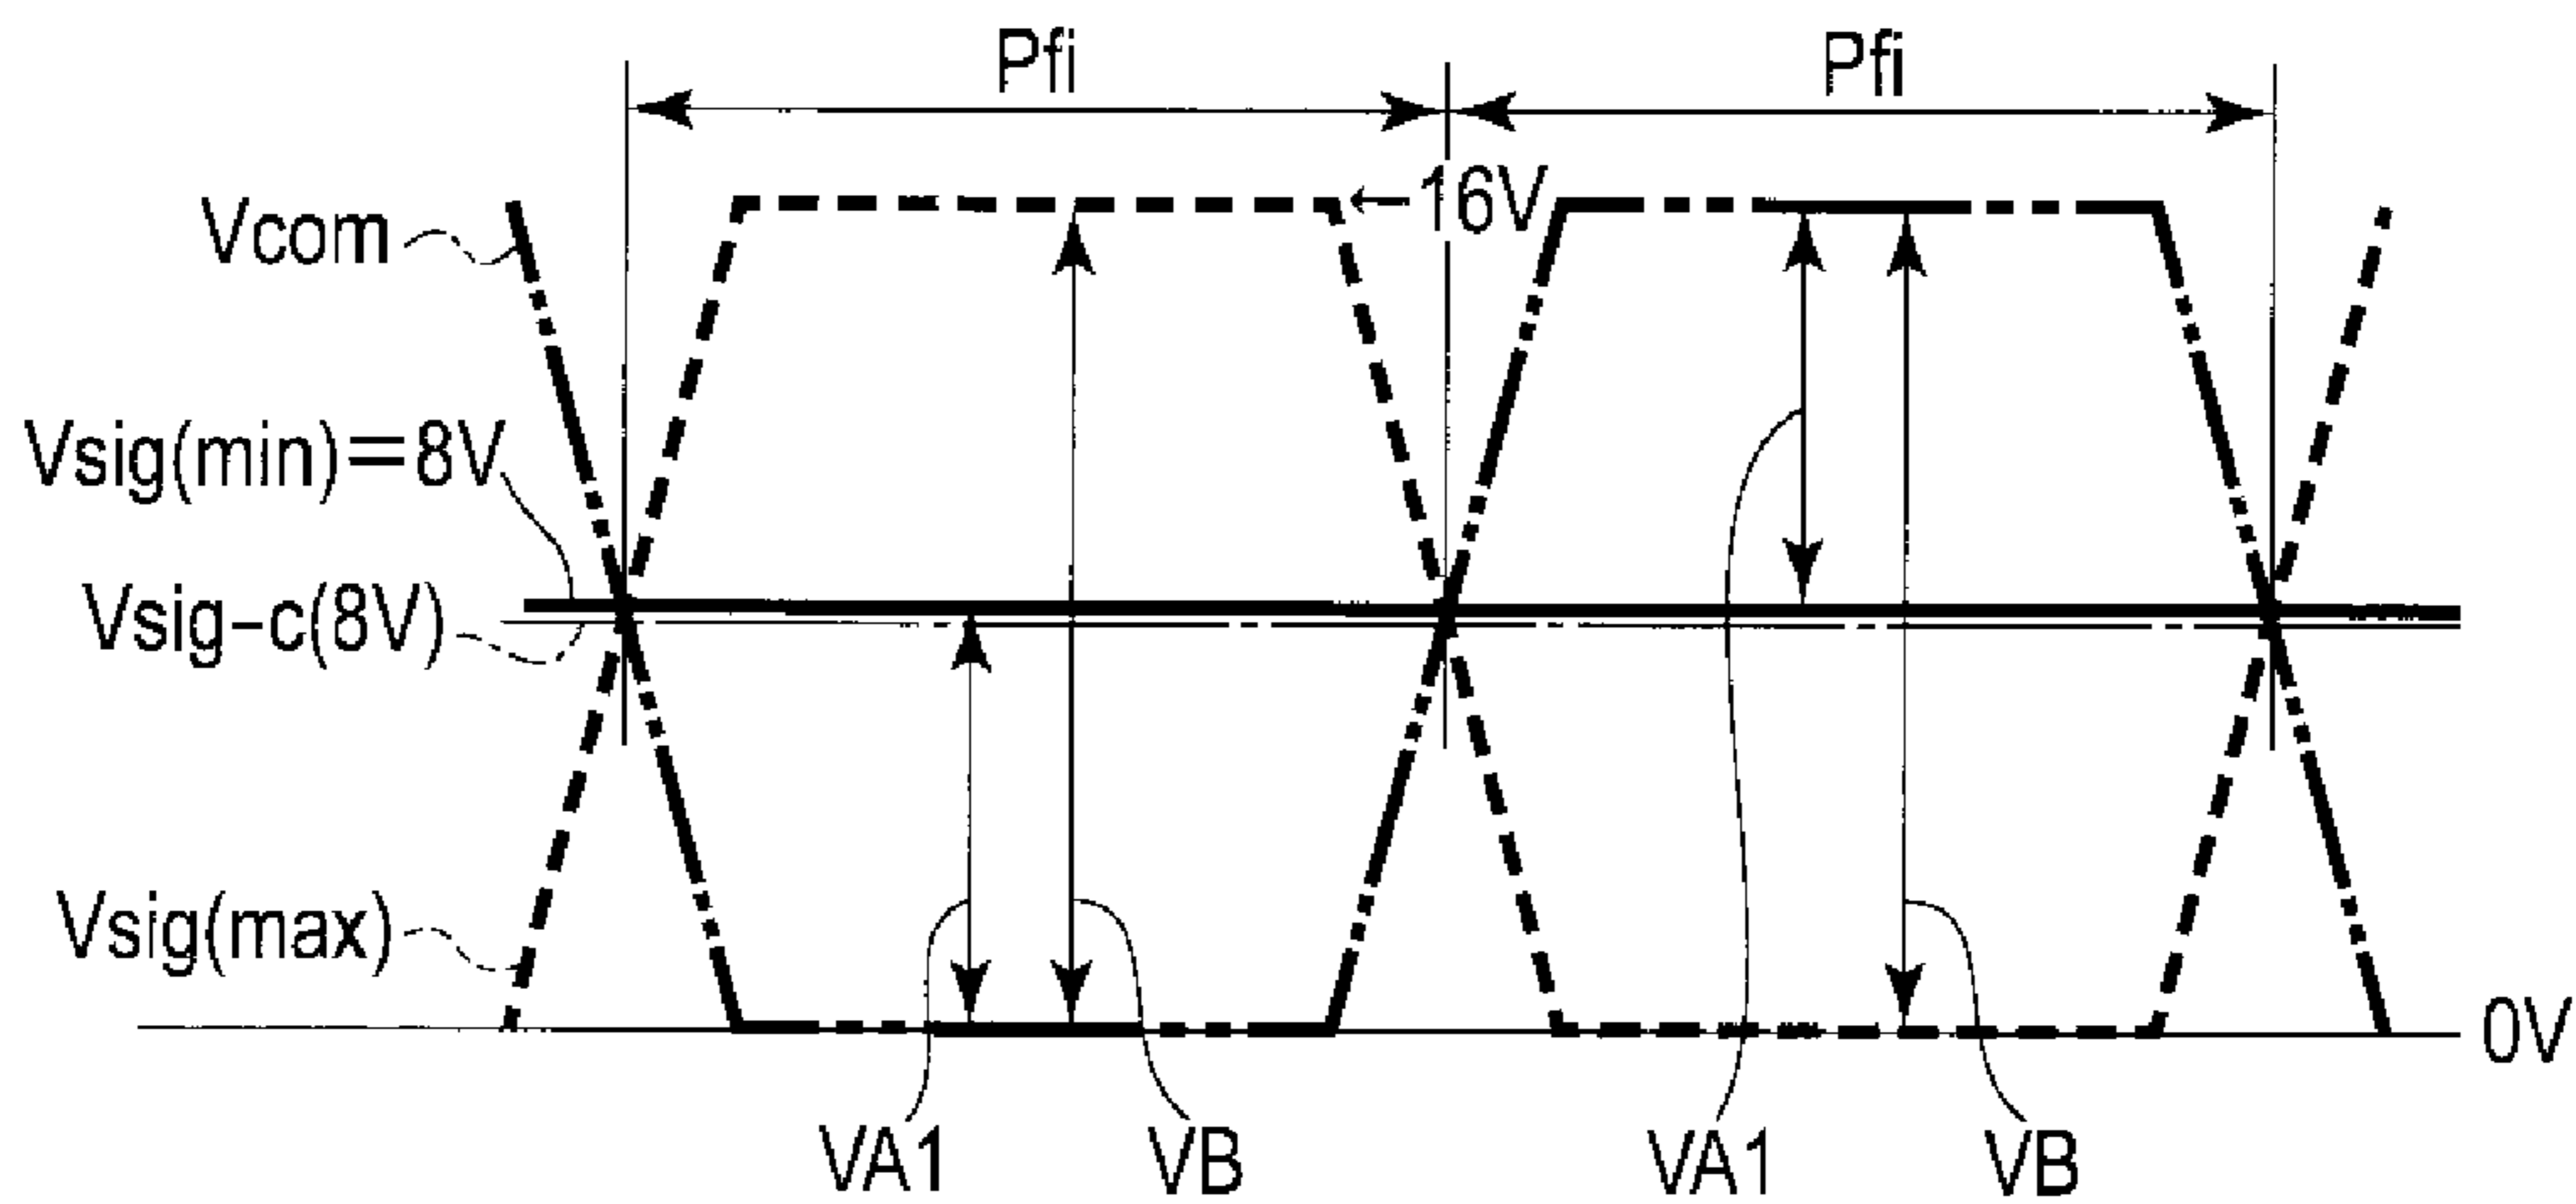 Pfi
Pfi
Vcom
←16V
Vsig(min)=8V
Vsig-c(8V)
Vsig(max)
0V
VA1
VB
VA1
VB